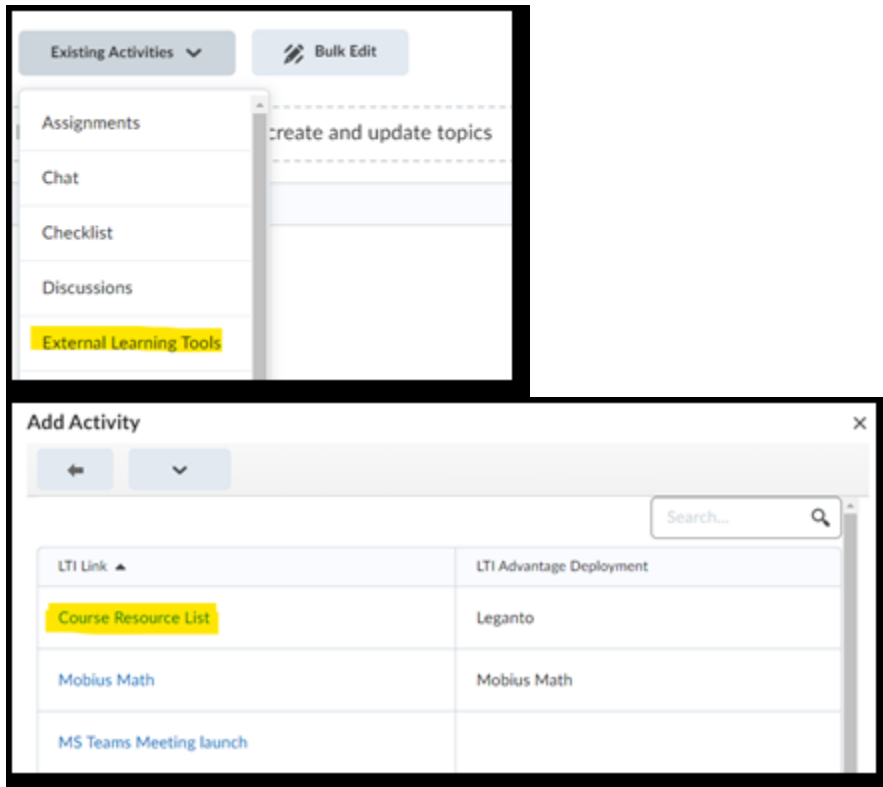 Existing Activities
Bulk Edit
Assignments
create and update topics
Chat
Checklist
Discussions
External Learning Tools
Add Activity
Search...
LTI Link
LTI Advantage Deployment
Course Resource List
Leganto
Mobius Math
Mobius Math
MS Teams Meeting launch